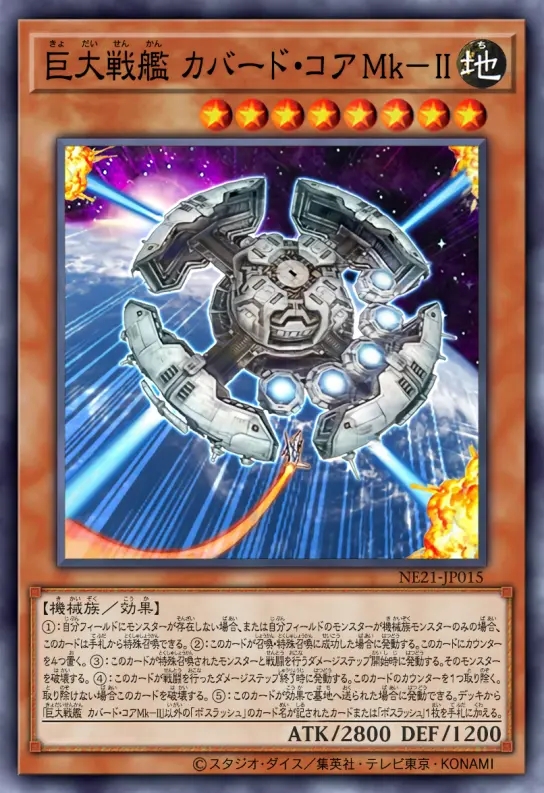 巨大戦艦 カバード・コアMk-Ⅱ 地
NE21-JP015
【機械族/効果】
①:自分フィールドにモンスターが存在しない場合、または自分フィールドのモンスターが機械族モンスターのみの場合、
このカードは手札から特殊召喚できる。②:このカードが召喚・特殊召喚に成功した場合に発動する。このカードにカウンター
を4つ置く。③:このカードが特殊召喚されたモンスターと戦闘を行うダメージステップ開始時に発動する。そのモンスター
を破壊する。④:このカードが戦闘を行ったダメージステップ終了時に発動する。このカードのカウンターを1つ取り除く。
取り除けない場合このカードを破壊する。⑤:このカードが効果で墓地へ送られた場合に発動できる。デッキから
「巨大戦艦 カバード・コアMk-Ⅱ」以外の「ボスラッシュ」のカード名が記されたカードまたは「ボスラッシュ」1枚を手札に加える。
ATK/2800 DEF/1200
©スタジオ・ダイス/集英社・テレビ東京・KONAMI